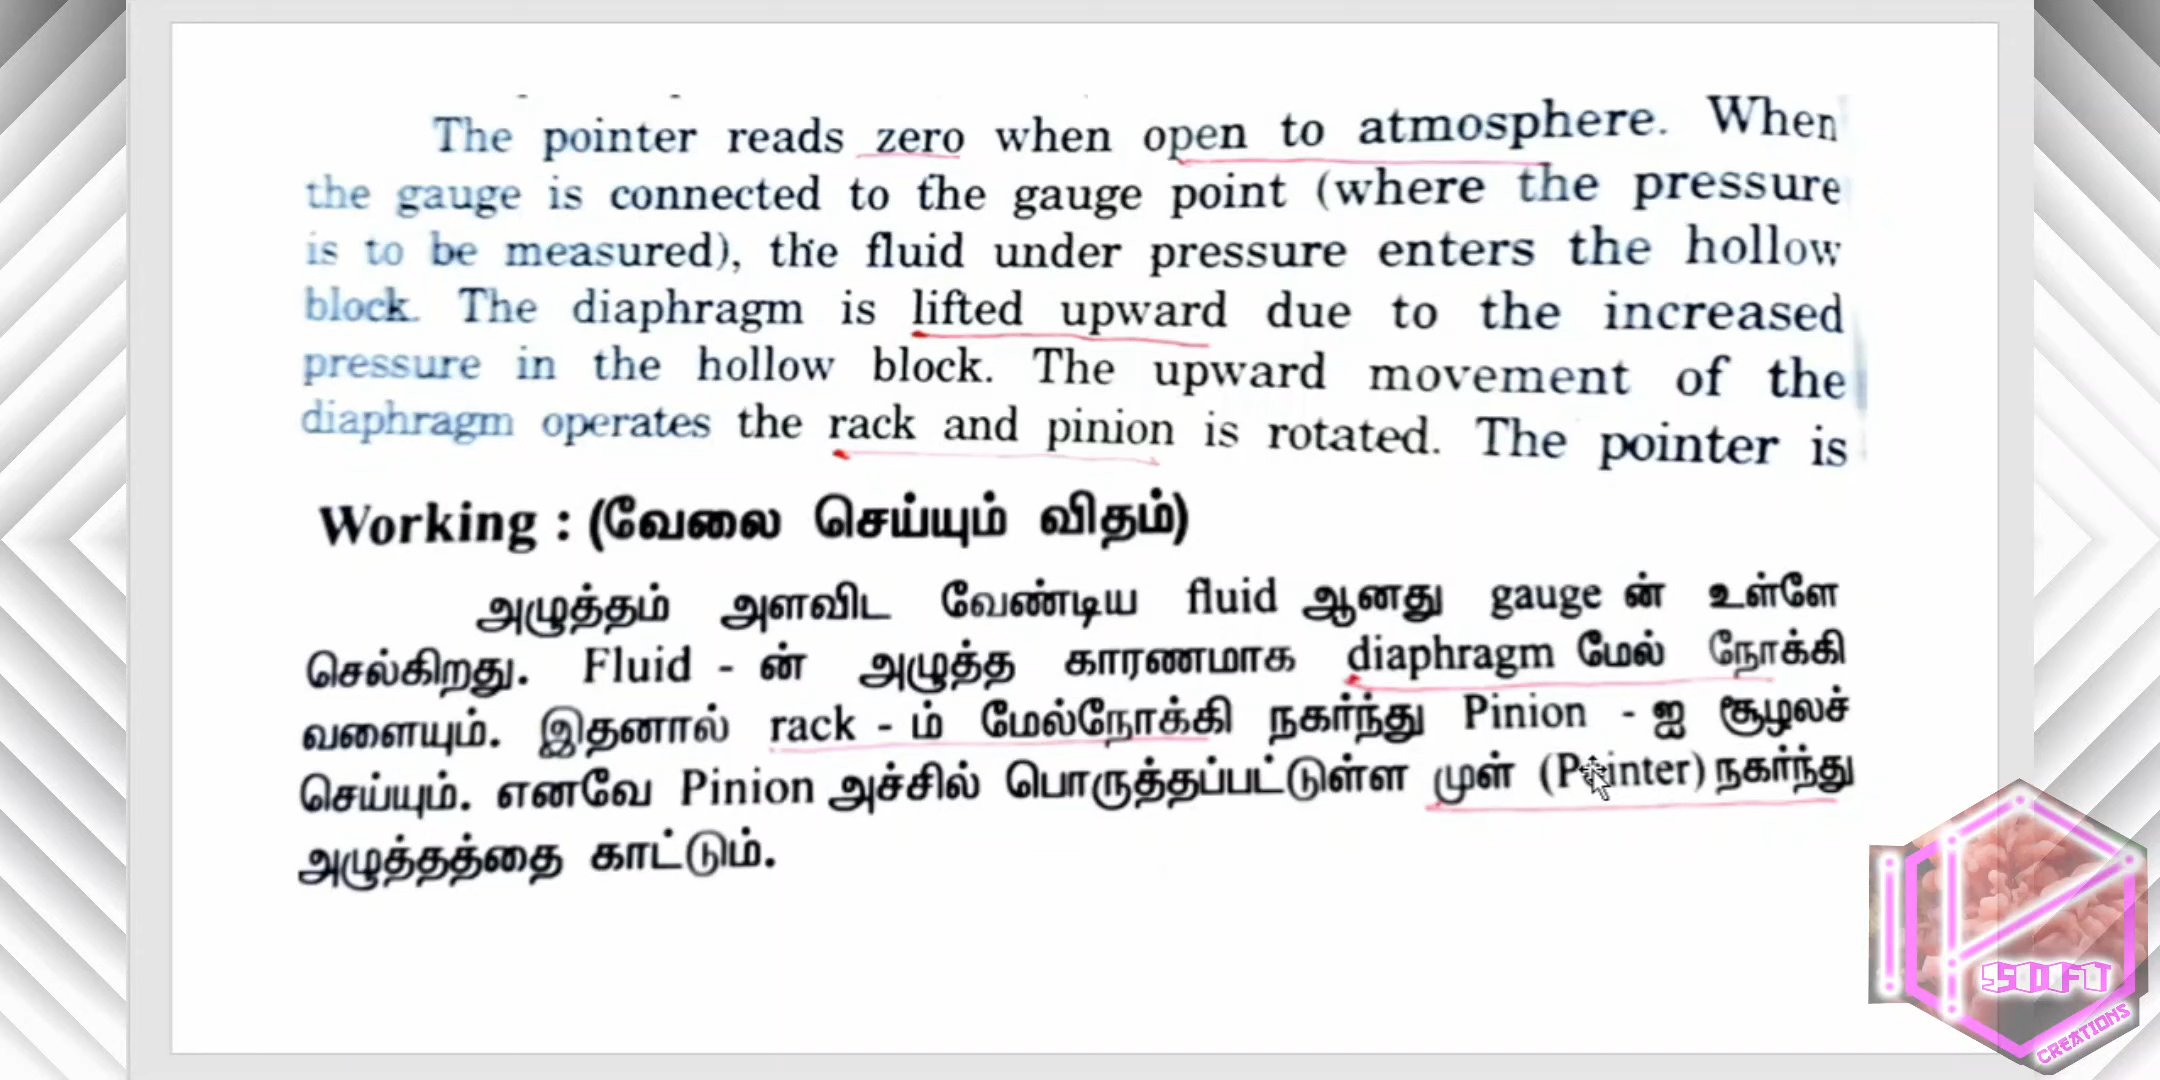 The pointer reads zero when open to atmosphere. When
the gauge is connected to the gauge point (where the pressure
is to be measured), the fluid under pressure enters the hollow
block. The diaphragm is lifted upward due to the increased
pressure in the hollow block. The upward movement of the
diaphragm operates the rack and pinion is rotated. The pointer is
Working : (வேலை செய்யும் விதம்)
அழுத்தம் அளவிட வேண்டிய fluid ஆனது gauge ன் உள்ளே
செல்கிறது. Fluid - ன் அழுத்த காரணமாக diaphragm மேல் நோக்கி
வளையும். இதனால் rack - ம் மேல்நோக்கி நகர்ந்து Pinion - ஐ சூழலச்
செய்யும். எனவே Pinion அச்சில் பொருத்தப்பட்டுள்ள முள் (Pointer) நகர்ந்து
அழுத்தத்தை காட்டும்.
SOFT
CREATIONS